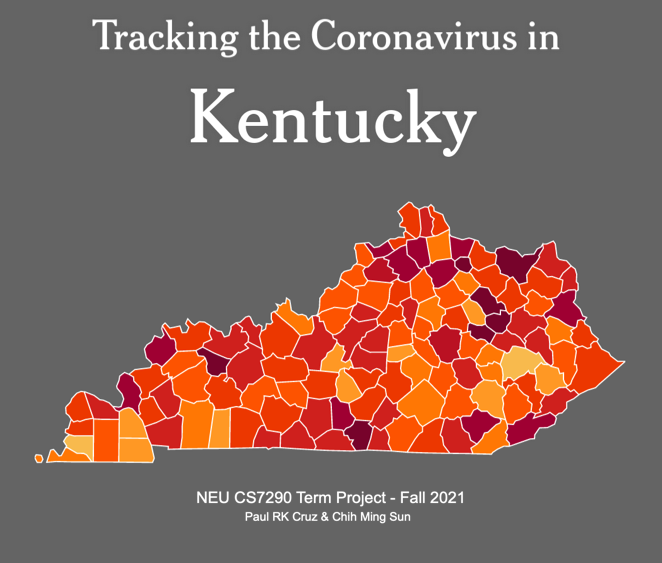 Tracking the Coronavirus in
Kentucky
NEU CS7290 Term Project - Fall 2021
Paul RK Cruz & Chih Ming Sun